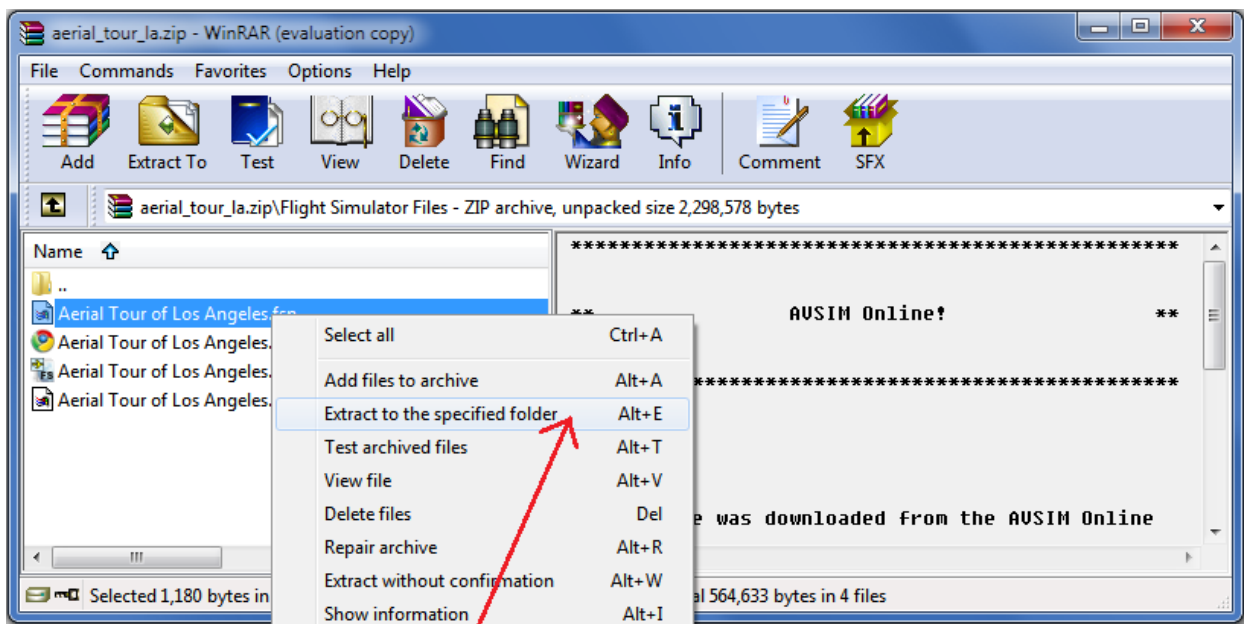 aerial_tour_la.zip - WinRAR (evaluation copy)
File Commands Favorites Options Help
Add Extract To Test View Delete Find Wizard Info Comment SFX
aerial_tour_la.zip\Flight Simulator Files - ZIP archive, unpacked size 2,298,578 bytes
Name
..
Aerial Tour of Los Angeles.fsp
Aerial Tour of Los Angeles.
Aerial Tour of Los Angeles.
Aerial Tour of Los Angeles.
***************************************************
** AVSIM Online! **
*****************************************
was downloaded from the AVSIM Online
Select all Ctrl+A
Add files to archive Alt+A
Extract to the specified folder Alt+E
Test archived files Alt+T
View file Alt+V
Delete files Del
Repair archive Alt+R
Extract without confirmation Alt+W
Show information Alt+I
Selected 1,180 bytes in
564,633 bytes in 4 files